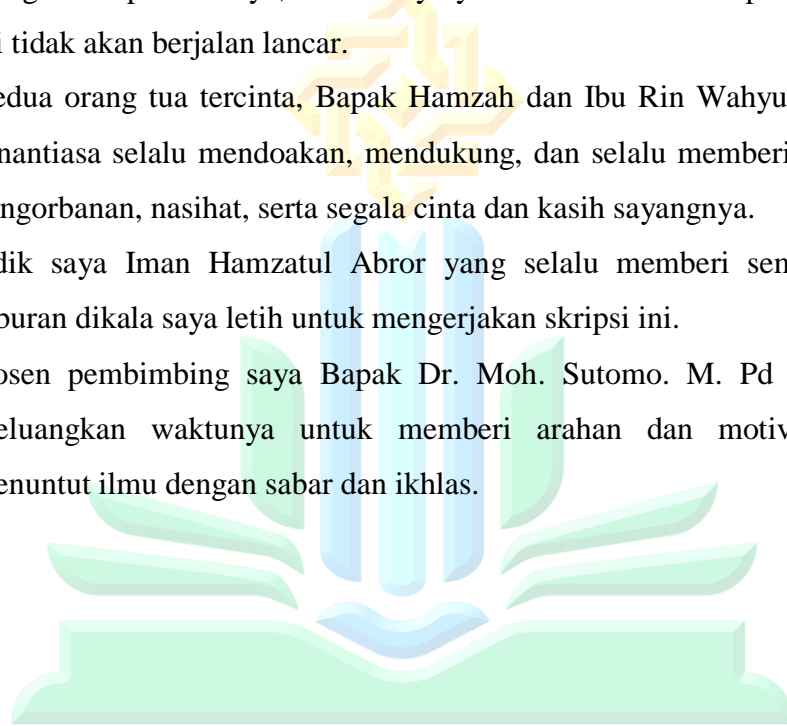 i tidak akan berjalan lancar.
edua orang tua tercinta, Bapak Hamzah dan Ibu Rin Wahyu
nantiasa selalu mendoakan, mendukung, dan selalu memberi
ngorbanan, nasihat, serta segala cinta dan kasih sayangnya.
dik saya Iman Hamzatul Abror yang selalu memberi sem
buran dikala saya letih untuk mengerjakan skripsi ini.
osen pembimbing saya Bapak Dr. Moh. Sutomo. M. Pd
eluangkan waktunya untuk memberi arahan dan motiv
enuntut ilmu dengan sabar dan ikhlas.